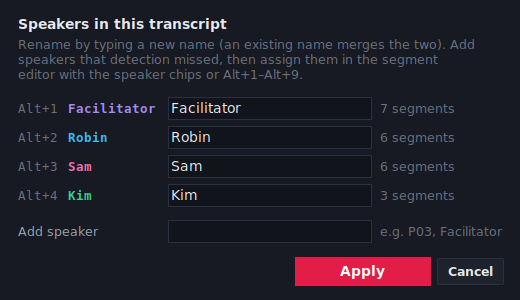 Speakers in this transcript
Rename by typing a new name (an existing name merges the two). Add
speakers that detection missed, then assign them in the segment
editor with the speaker chips or Alt+1–Alt+9.
Alt+1 Facilitator Facilitator 7 segments
Alt+2 Robin Robin 6 segments
Alt+3 Sam Sam 6 segments
Alt+4 Kim Kim 3 segments
Add speaker e.g. P03, Facilitator
Apply Cancel